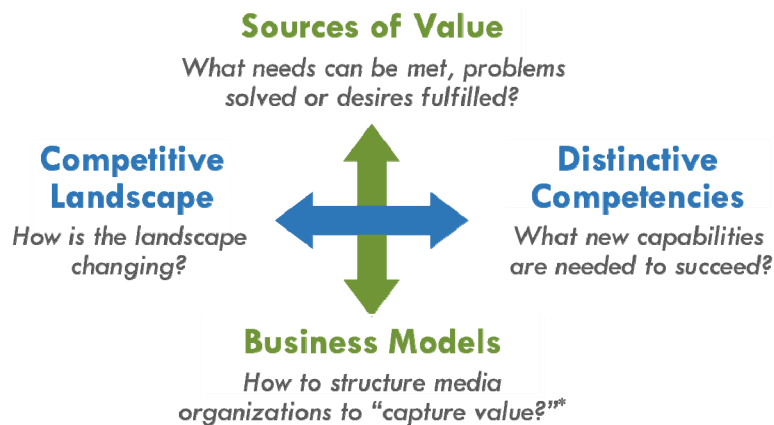 Sources of Value
What needs can be met, problems
solved or desires fulfilled?
Competitive
Landscape
How is the landscape
changing?
Distinctive
Competencies
What new capabilities
are needed to succeed?
Business Models
How to structure media
organizations to “capture value?”*